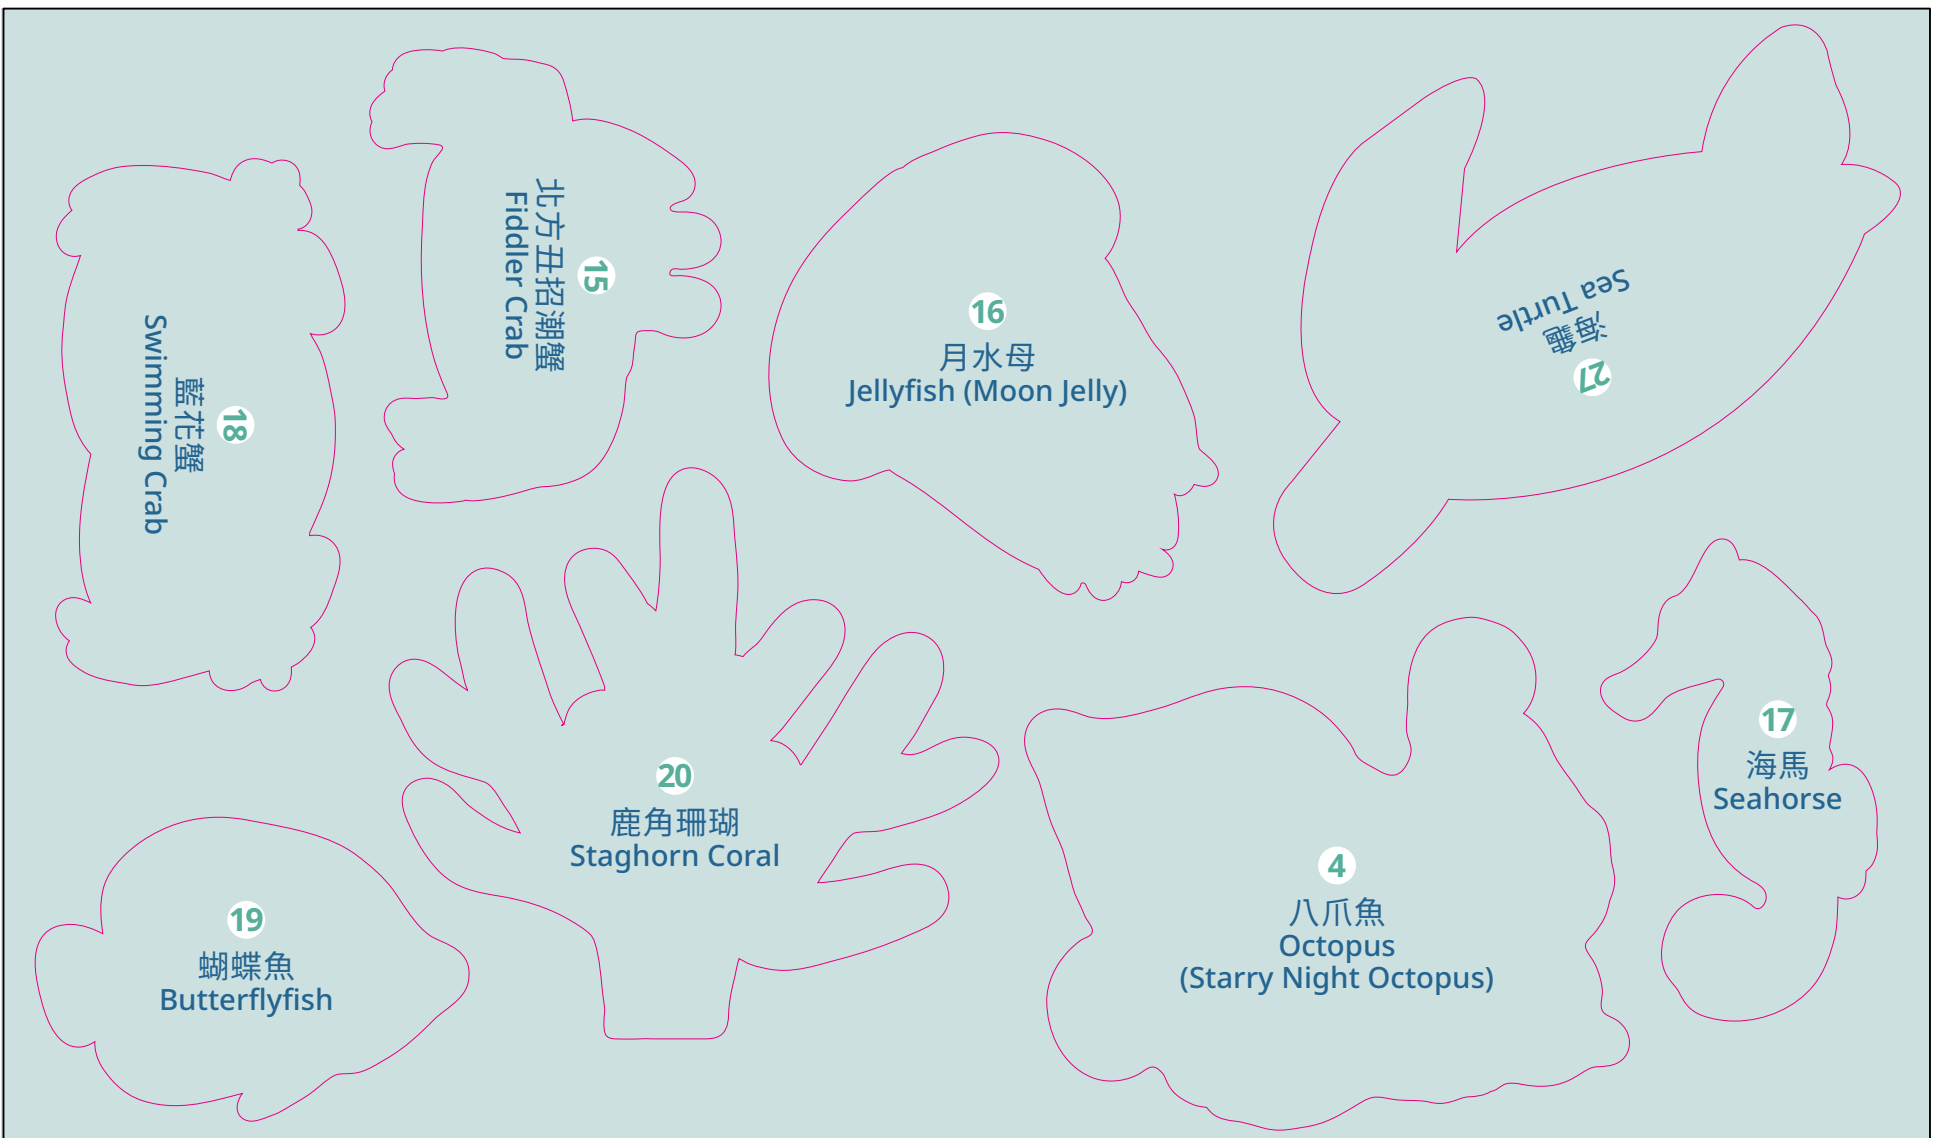 15
北方丑招潮蟹
Fiddler Crab
16
月水母
Jellyfish (Moon Jelly)
27
海龜
Sea Turtle
18
藍花蟹
Swimming Crab
17
海馬
Seahorse
20
鹿角珊瑚
Staghorn Coral
4
八爪魚
Octopus
(Starry Night Octopus)
19
蝴蝶魚
Butterflyfish